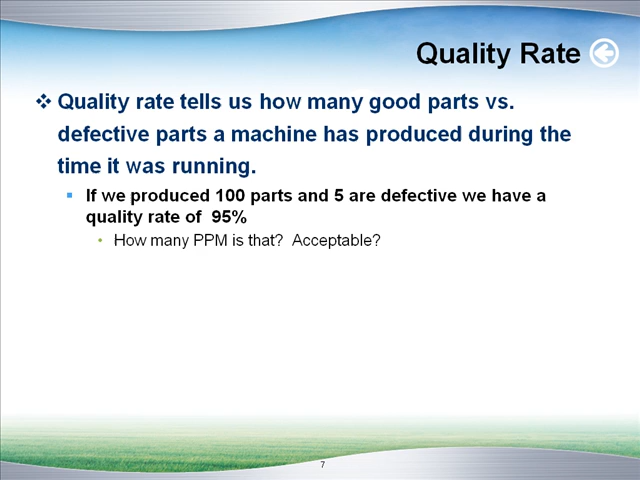 Quality Rate
❖ Quality rate tells us how many good parts vs.
defective parts a machine has produced during the
time it was running.
▪ If we produced 100 parts and 5 are defective we have a
quality rate of  95%
• How many PPM is that?  Acceptable?
7